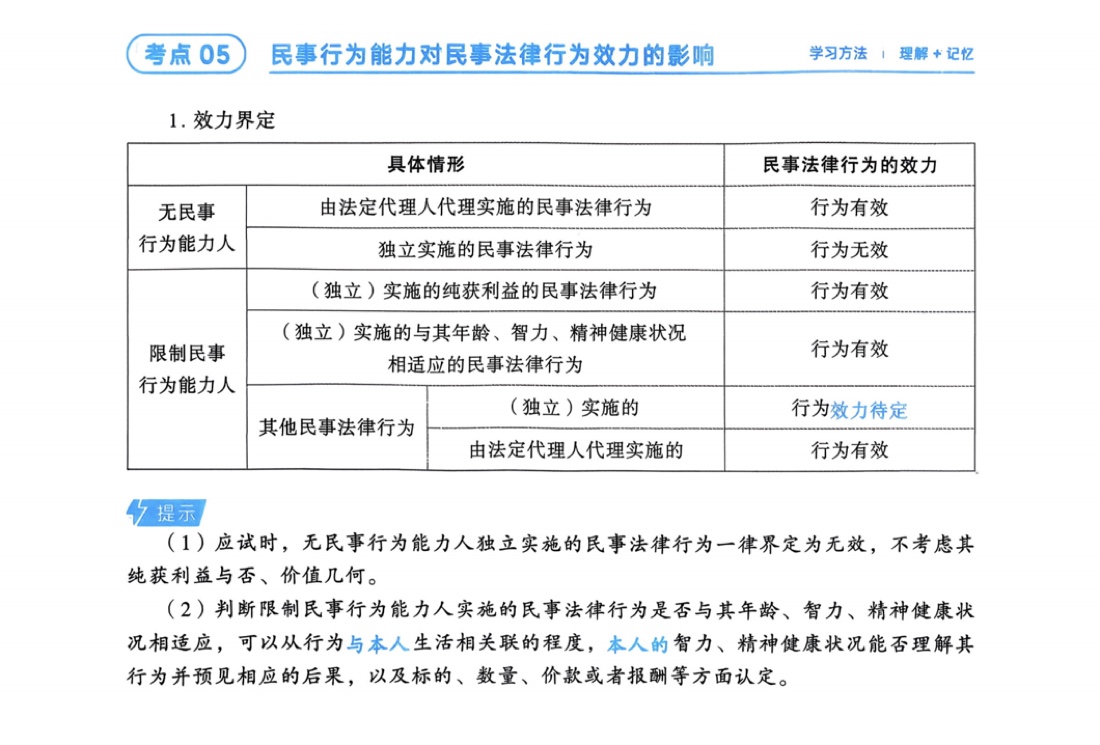 考点 05 民事行为能力对民事法律行为效力的影响 学习方法 | 理解+记忆
1. 效力界定
具体情形 民事法律行为的效力
无民事
行为能力人
由法定代理人代理实施的民事法律行为 行为有效
独立实施的民事法律行为 行为无效
限制民事
行为能力人
（独立）实施的纯获利益的民事法律行为 行为有效
（独立）实施的与其年龄、智力、精神健康状况
相适应的民事法律行为
行为有效
其他民事法律行为
（独立）实施的 行为效力待定
由法定代理人代理实施的 行为有效
提示
（1）应试时，无民事行为能力人独立实施的民事法律行为一律界定为无效，不考虑其
纯获利益与否、价值几何。
（2）判断限制民事行为能力人实施的民事法律行为是否与其年龄、智力、精神健康状
况相适应，可以从行为与本人生活相关联的程度，本人的智力、精神健康状况能否理解其
行为并预见相应的后果，以及标的、数量、价款或者报酬等方面认定。